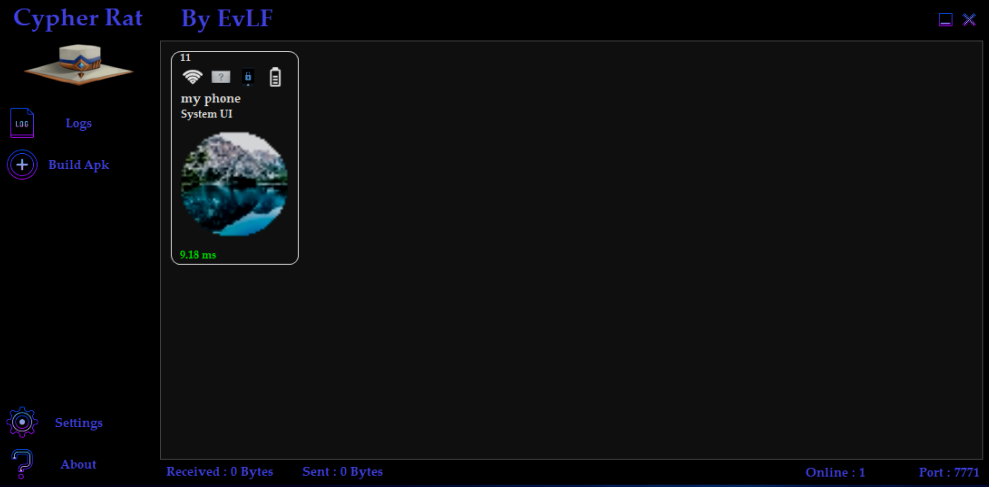 Cypher Rat By EvLF
11
?
my phone
System UI
LOG
Logs
Build Apk
9.18 ms
Settings
About
Received : 0 Bytes Sent : 0 Bytes Online : 1 Port : 7771